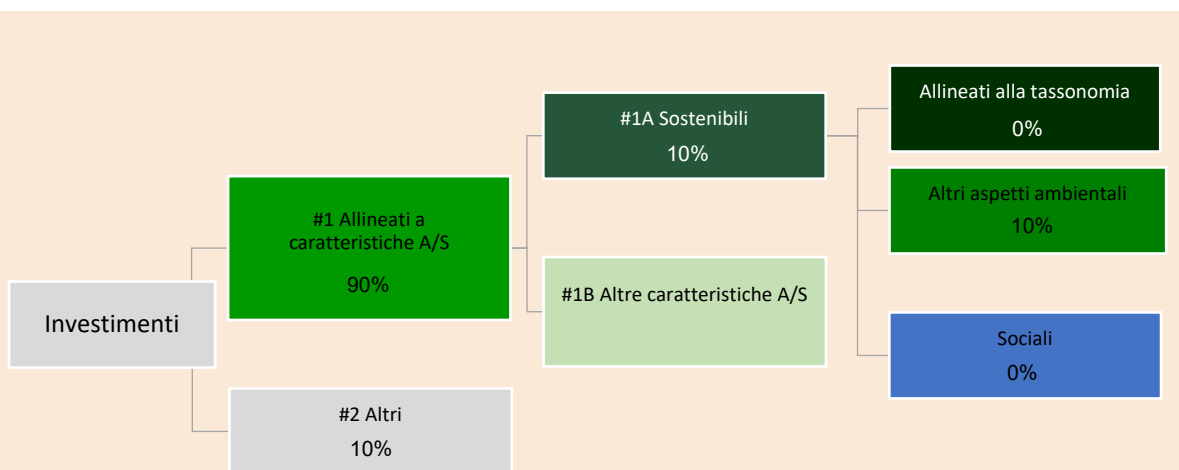 Investimenti
#1 Allineati a
caratteristiche A/S
90%
#2 Altri
10%
#1A Sostenibili
10%
#1B Altre caratteristiche A/S
Allineati alla tassonomia
0%
Altri aspetti ambientali
10%
Sociali
0%